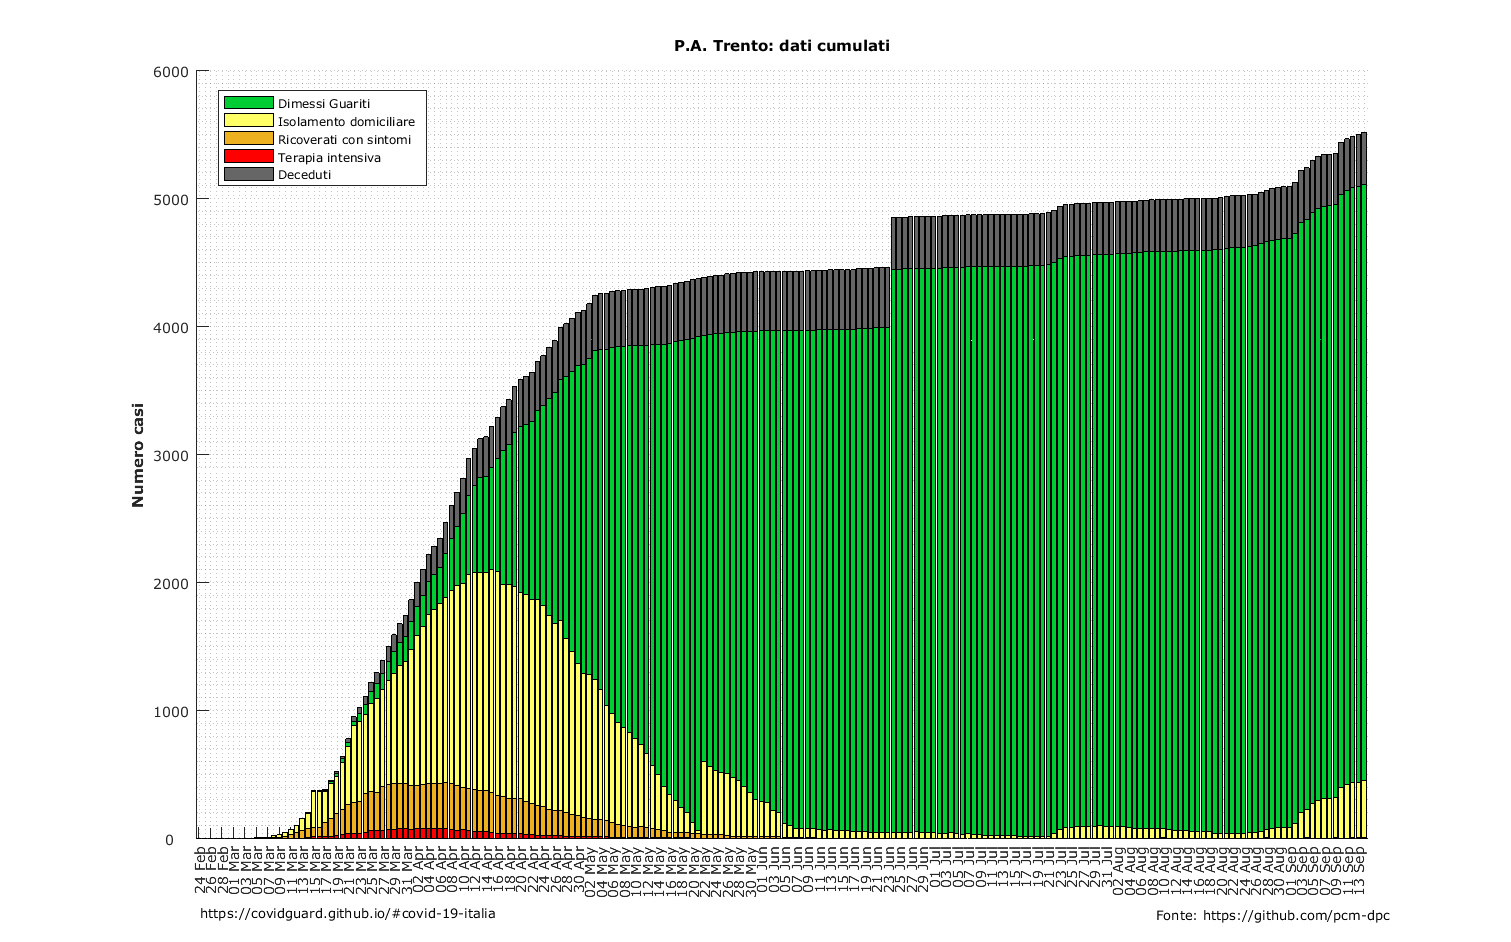 P.A. Trento: dati cumulati
Numero casi
6000
5000
4000
3000
2000
1000
0
Dimessi Guariti
Isolamento domiciliare
Ricoverati con sintomi
Terapia intensiva
Deceduti
24 Feb
26 Feb
28 Feb
01 Mar
03 Mar
05 Mar
07 Mar
09 Mar
11 Mar
13 Mar
15 Mar
17 Mar
19 Mar
21 Mar
23 Mar
25 Mar
27 Mar
29 Mar
31 Mar
02 Apr
04 Apr
06 Apr
08 Apr
10 Apr
12 Apr
14 Apr
16 Apr
18 Apr
20 Apr
22 Apr
24 Apr
26 Apr
28 Apr
30 Apr
02 May
04 May
06 May
08 May
10 May
12 May
14 May
16 May
18 May
20 May
22 May
24 May
26 May
28 May
30 May
01 Jun
03 Jun
05 Jun
07 Jun
09 Jun
11 Jun
13 Jun
15 Jun
17 Jun
19 Jun
21 Jun
23 Jun
25 Jun
27 Jun
29 Jun
01 Jul
03 Jul
05 Jul
07 Jul
09 Jul
11 Jul
13 Jul
15 Jul
17 Jul
19 Jul
21 Jul
23 Jul
25 Jul
27 Jul
29 Jul
31 Jul
02 Aug
04 Aug
06 Aug
08 Aug
10 Aug
12 Aug
14 Aug
16 Aug
18 Aug
20 Aug
22 Aug
24 Aug
26 Aug
28 Aug
30 Aug
01 Sep
03 Sep
05 Sep
07 Sep
09 Sep
11 Sep
13 Sep
https://covidguard.github.io/#covid-19-italia
Fonte: https://github.com/pcm-dpc